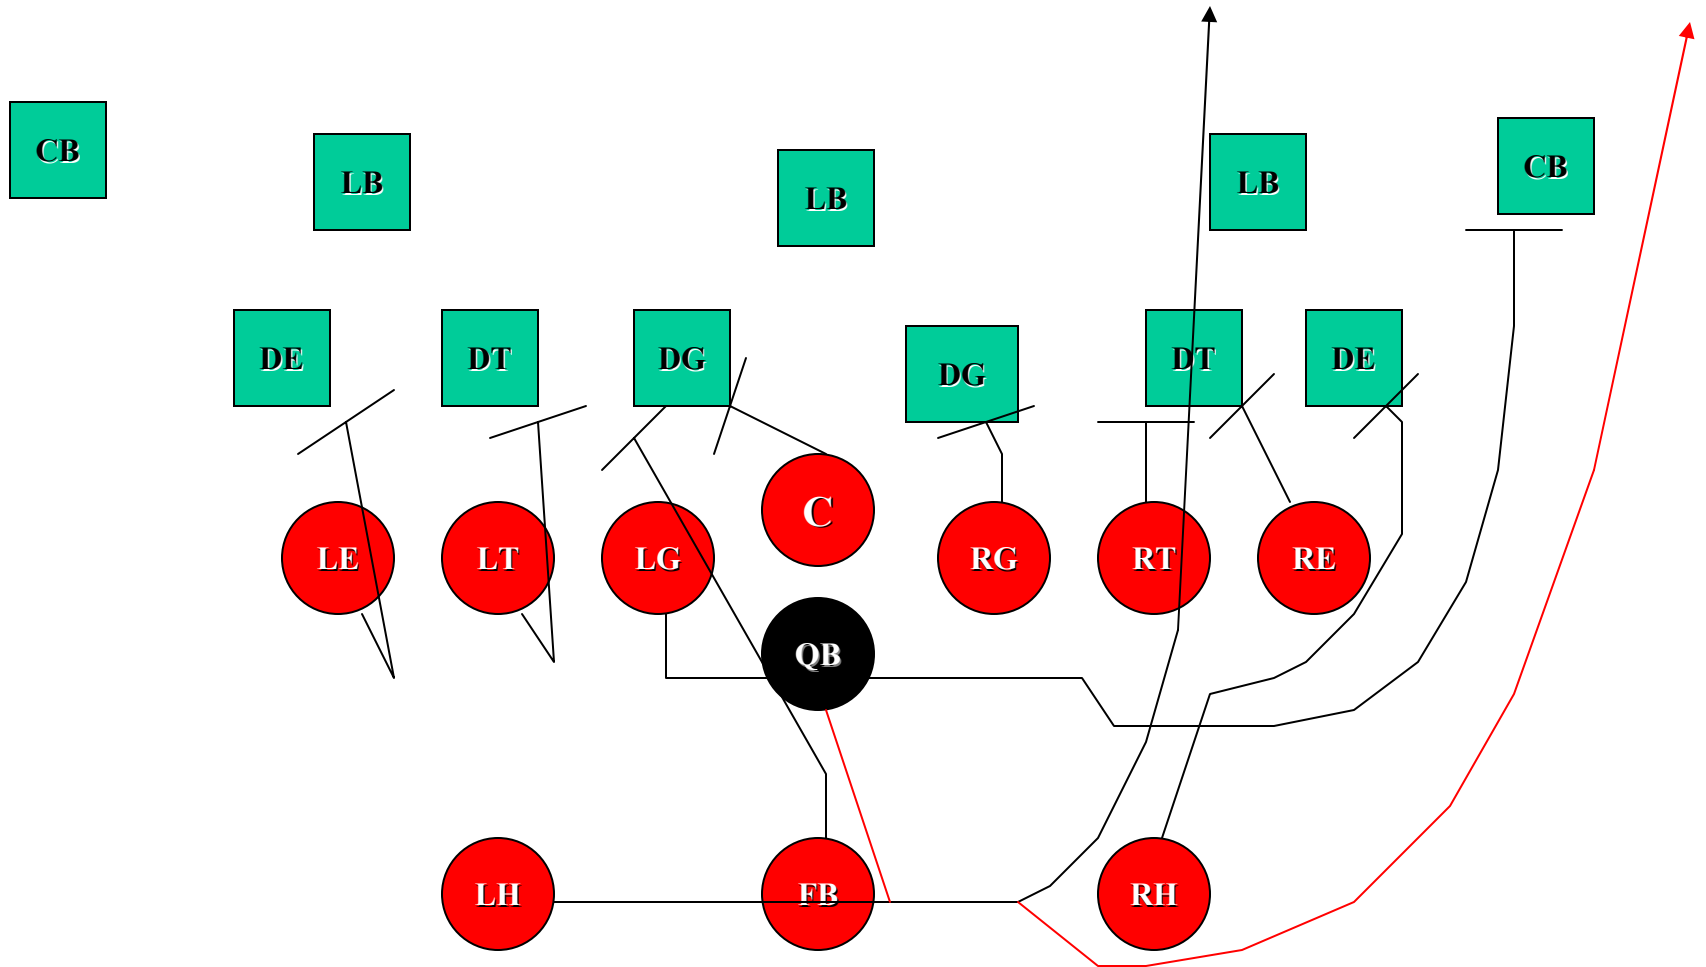 CB
LB
LB
LB
CB
DE
DT
DG
DG
DT
DE
LE
LT
LG
C
RG
RT
RE
QB
LH
FB
RH